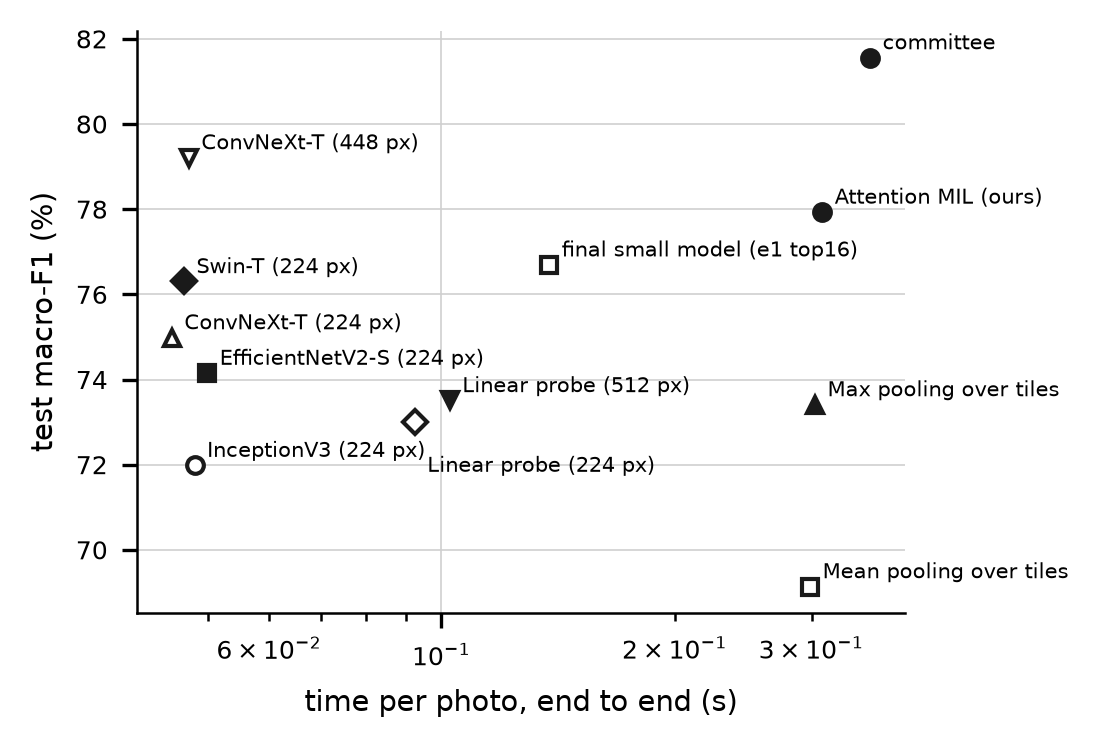 82
80
78
76
74
72
70
test macro-F1 (%)
committee
ConvNeXt-T (448 px)
Attention MIL (ours)
final small model (e1 top16)
Swin-T (224 px)
ConvNeXt-T (224 px)
EfficientNetV2-S (224 px)
Linear probe (512 px)
Max pooling over tiles
InceptionV3 (224 px)
Linear probe (224 px)
Mean pooling over tiles
6 × 10⁻² 10⁻¹ 2 × 10⁻¹ 3 × 10⁻¹
time per photo, end to end (s)